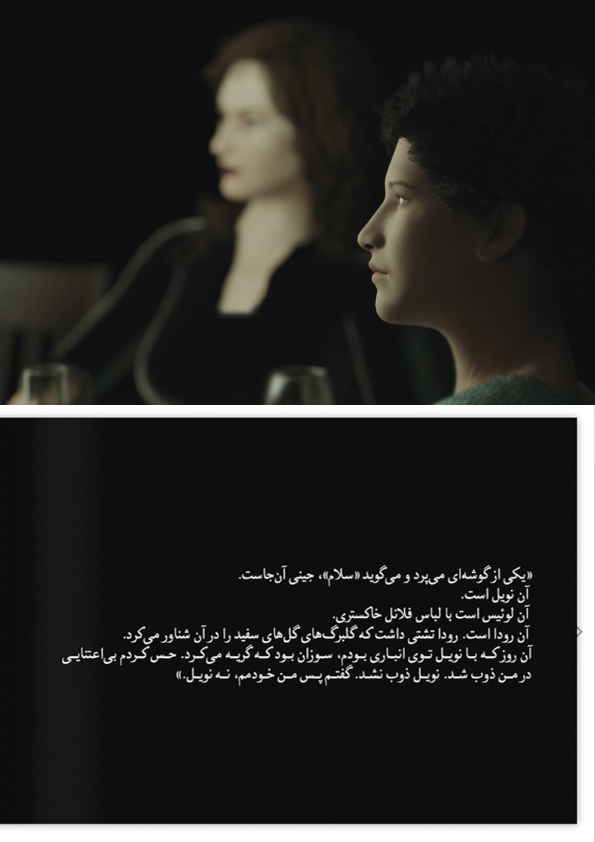 «یکی از گوشه‌ای می‌پرد و می‌گوید «سلام»، جینی آن‌جاست.
آن نویل است.
آن لوئیس است با لباس فلانل خاکستری.
آن رودا است. رودا تشتی داشت که گلبرگ‌های گل‌های سفید را در آن شناور می‌کرد.
آن روز که با نویل توی انباری بودم، سوزان بود که گریه می‌کرد. حس کردم بی‌اعتنایی
در من ذوب شد. نویل ذوب نشد. گفتم پس من خودمم، نه نویل.»